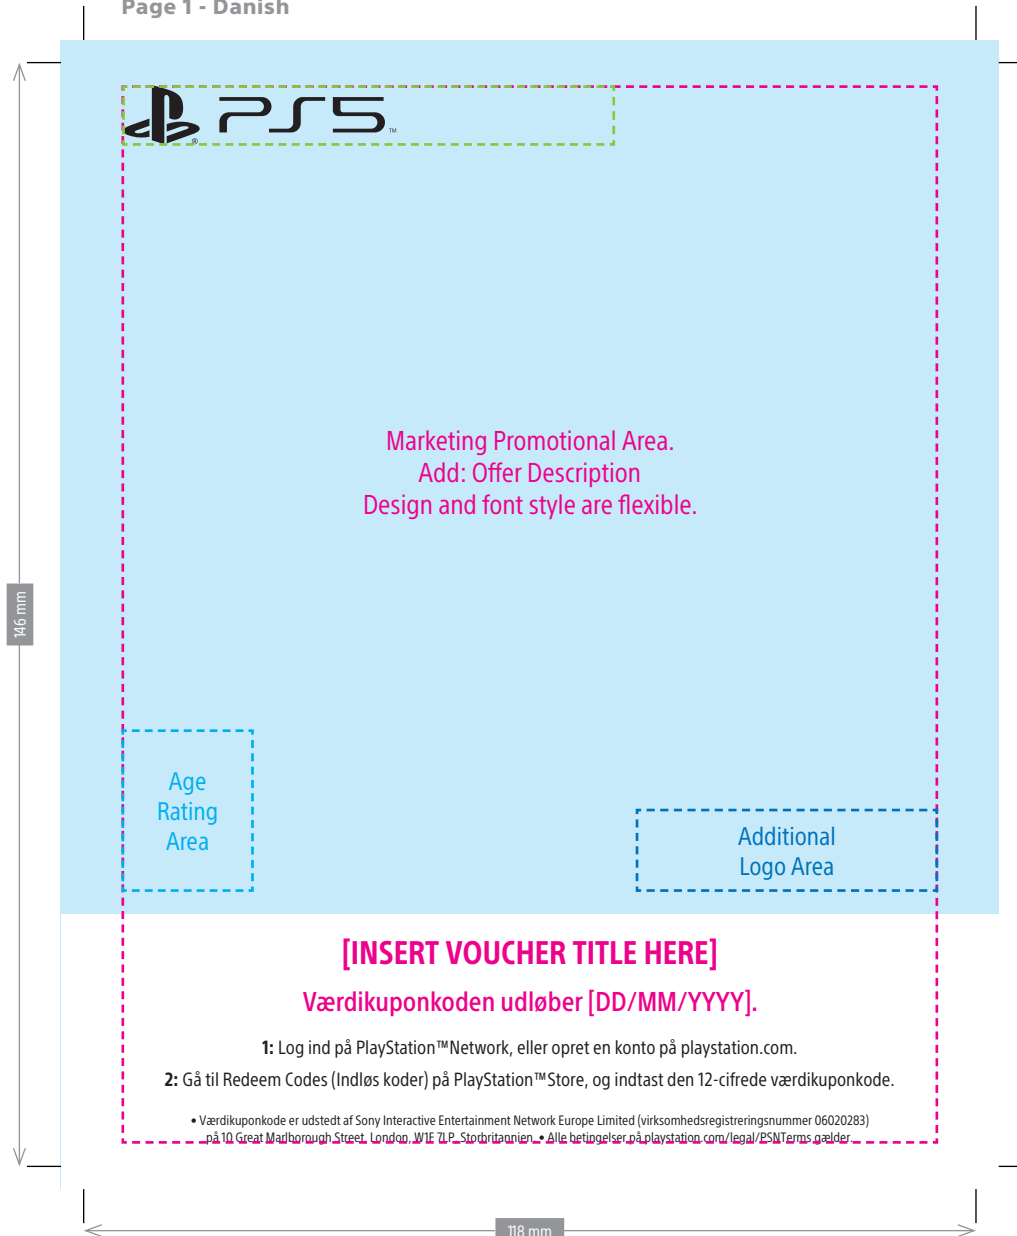 Page 1 - Danish
PS5™
®
Marketing Promotional Area.
Add: Offer Description
Design and font style are flexible.
146 mm
Age
Rating
Area
Additional
Logo Area
[INSERT VOUCHER TITLE HERE]
Værdikuponkoden udløber [DD/MM/YYYY].
1: Log ind på PlayStation™Network, eller opret en konto på playstation.com.
2: Gå til Redeem Codes (Indløs koder) på PlayStation™Store, og indtast den 12-cifrede værdikuponkode.
• Værdikuponkode er udstedt af Sony Interactive Entertainment Network Europe Limited (virksomhedsregistreringsnummer 06020283)
på 10 Great Marlborough Street, London, W1F 7LP, Storbritannien. • Alle betingelser på playstation.com/legal/PSNTerms gælder.
118 mm